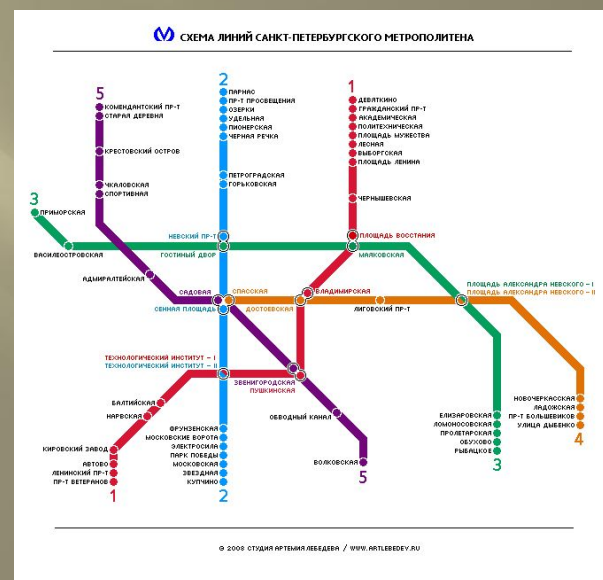 СХЕМА ЛИНИЙ САНКТ-ПЕТЕРБУРГСКОГО МЕТРОПОЛИТЕНА
5
КОМЕНДАНТСКИЙ ПР-Т
СТАРАЯ ДЕРЕВНЯ
КРЕСТОВСКИЙ ОСТРОВ
ЧКАЛОВСКАЯ
СПОРТИВНАЯ
2
ПАРНАС
ПР-Т ПРОСВЕЩЕНИЯ
ОЗЕРКИ
УДЕЛЬНАЯ
ПИОНЕРСКАЯ
ЧЕРНАЯ РЕЧКА
ПЕТРОГРАДСКАЯ
ГОРЬКОВСКАЯ
1
ДЕВЯТКИНО
ГРАЖДАНСКИЙ ПР-Т
АКАДЕМИЧЕСКАЯ
ПОЛИТЕХНИЧЕСКАЯ
ПЛОЩАДЬ МУЖЕСТВА
ЛЕСНАЯ
ВЫБОРГСКАЯ
ПЛОЩАДЬ ЛЕНИНА
ЧЕРНЫШЕВСКАЯ
3
ПРИМОРСКАЯ
ВАСИЛЕОСТРОВСКАЯ
НЕВСКИЙ ПР-Т
ГОСТИНЫЙ ДВОР
ПЛОЩАДЬ ВОССТАНИЯ
МАЯКОВСКАЯ
АДМИРАЛТЕЙСКАЯ
САДОВАЯ
СПАССКАЯ
СЕННАЯ ПЛОЩАДЬ
ВЛАДИМИРСКАЯ
ДОСТОЕВСКАЯ
ЛИГОВСКИЙ ПР-Т
ПЛОЩАДЬ АЛЕКСАНДРА НЕВСКОГО – I
ПЛОЩАДЬ АЛЕКСАНДРА НЕВСКОГО – II
ТЕХНОЛОГИЧЕСКИЙ ИНСТИТУТ – I
ТЕХНОЛОГИЧЕСКИЙ ИНСТИТУТ – II
ЗВЕНИГОРОДСКАЯ
ПУШКИНСКАЯ
БАЛТИЙСКАЯ
НАРВСКАЯ
КИРОВСКИЙ ЗАВОД
АВТОВО
ЛЕНИНСКИЙ ПР-Т
ПР-Т ВЕТЕРАНОВ
1
ФРУНЗЕНСКАЯ
МОСКОВСКИЕ ВОРОТА
ЭЛЕКТРОСИЛА
ПАРК ПОБЕДЫ
МОСКОВСКАЯ
ЗВЕЗДНАЯ
КУПЧИНО
2
ОБВОДНЫЙ КАНАЛ
ВОЛКОВСКАЯ
5
ЕЛИЗАРОВСКАЯ
ЛОМОНОСОВСКАЯ
ПРОЛЕТАРСКАЯ
ОБУХОВО
РЫБАЦКОЕ
3
НОВОЧЕРКАССКАЯ
ЛАДОЖСКАЯ
ПР-Т БОЛЬШЕВИКОВ
УЛИЦА ДЫБЕНКО
4
© 2008 СТУДИЯ АРТЕМИЯ ЛЕБЕДЕВА / WWW.ARTLEBEDEV.RU